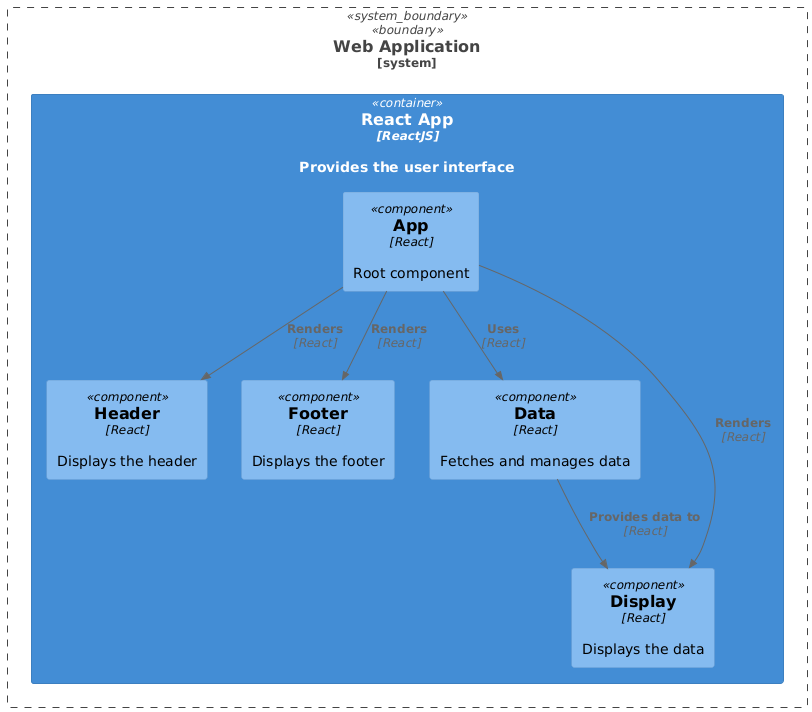 «system_boundary»
«boundary»
Web Application
[system]
«container»
React App
[ReactJS]
Provides the user interface
«component»
App
[React]
Root component
Renders
[React]
Renders
[React]
Uses
[React]
«component»
Header
[React]
Displays the header
«component»
Footer
[React]
Displays the footer
«component»
Data
[React]
Fetches and manages data
Renders
[React]
Provides data to
[React]
«component»
Display
[React]
Displays the data